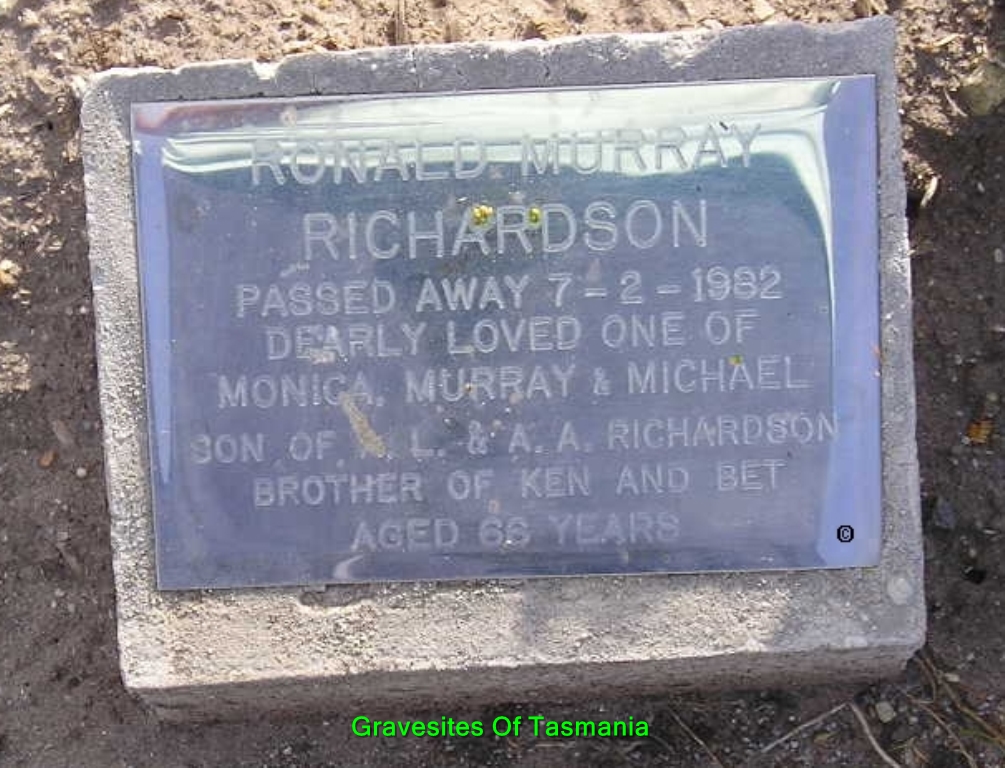 RONALD MURRAY
RICHARDSON
PASSED AWAY 7 - 2 - 1982
DEARLY LOVED ONE OF
MONICA, MURRAY & MICHAEL
SON OF L. & A. A. RICHARDSON
BROTHER OF KEN AND BET
AGED 66 YEARS
©
Gravesites Of Tasmania